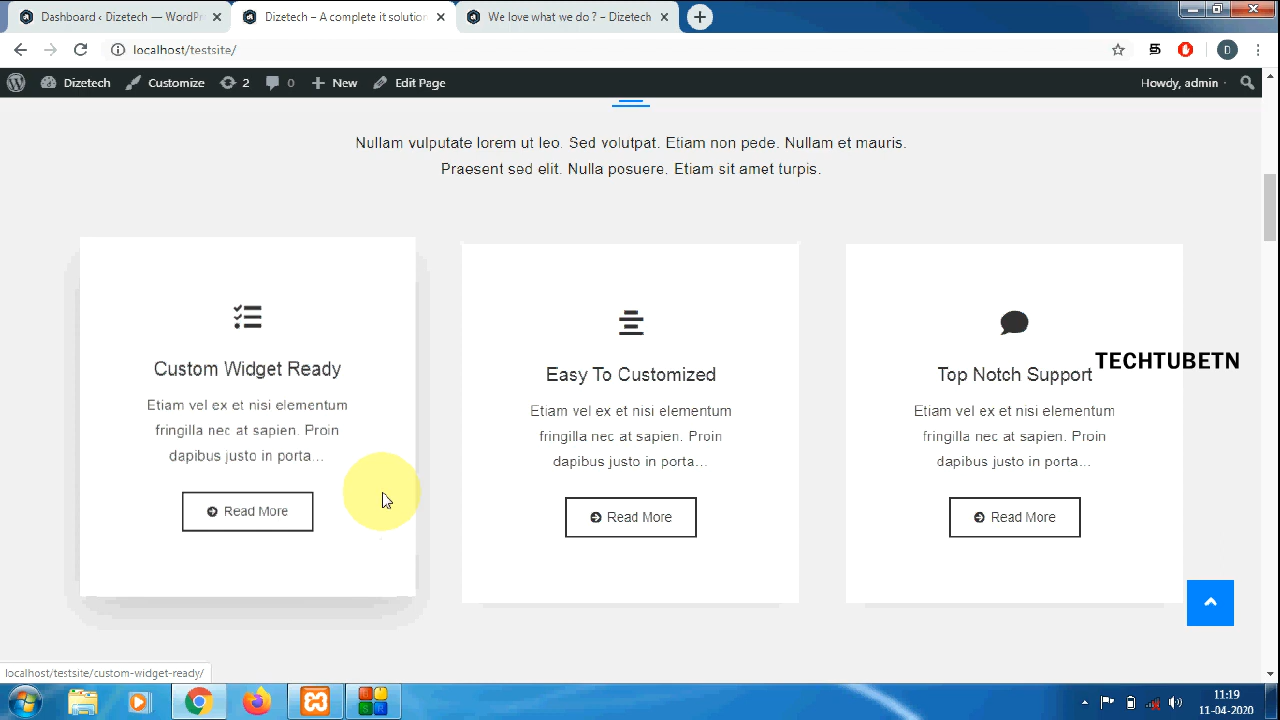 Dashboard ‹ Dizetech — WordPr
Dizetech – A complete it solution
We love what we do ? – Dizetech
localhost/testsite/
D
Dizetech
Customize
2
0
New
Edit Page
Howdy, admin
Nullam vulputate lorem ut leo. Sed volutpat. Etiam non pede. Nullam et mauris.
Praesent sed elit. Nulla posuere. Etiam sit amet turpis.
Custom Widget Ready
Etiam vel ex et nisi elementum
fringilla nec at sapien. Proin
dapibus justo in porta...
Read More
Easy To Customized
Etiam vel ex et nisi elementum
fringilla nec at sapien. Proin
dapibus justo in porta...
Read More
Top Notch Support
Etiam vel ex et nisi elementum
fringilla nec at sapien. Proin
dapibus justo in porta...
Read More
TECHTUBETN
localhost/testsite/custom-widget-ready/
11:19
11-04-2020